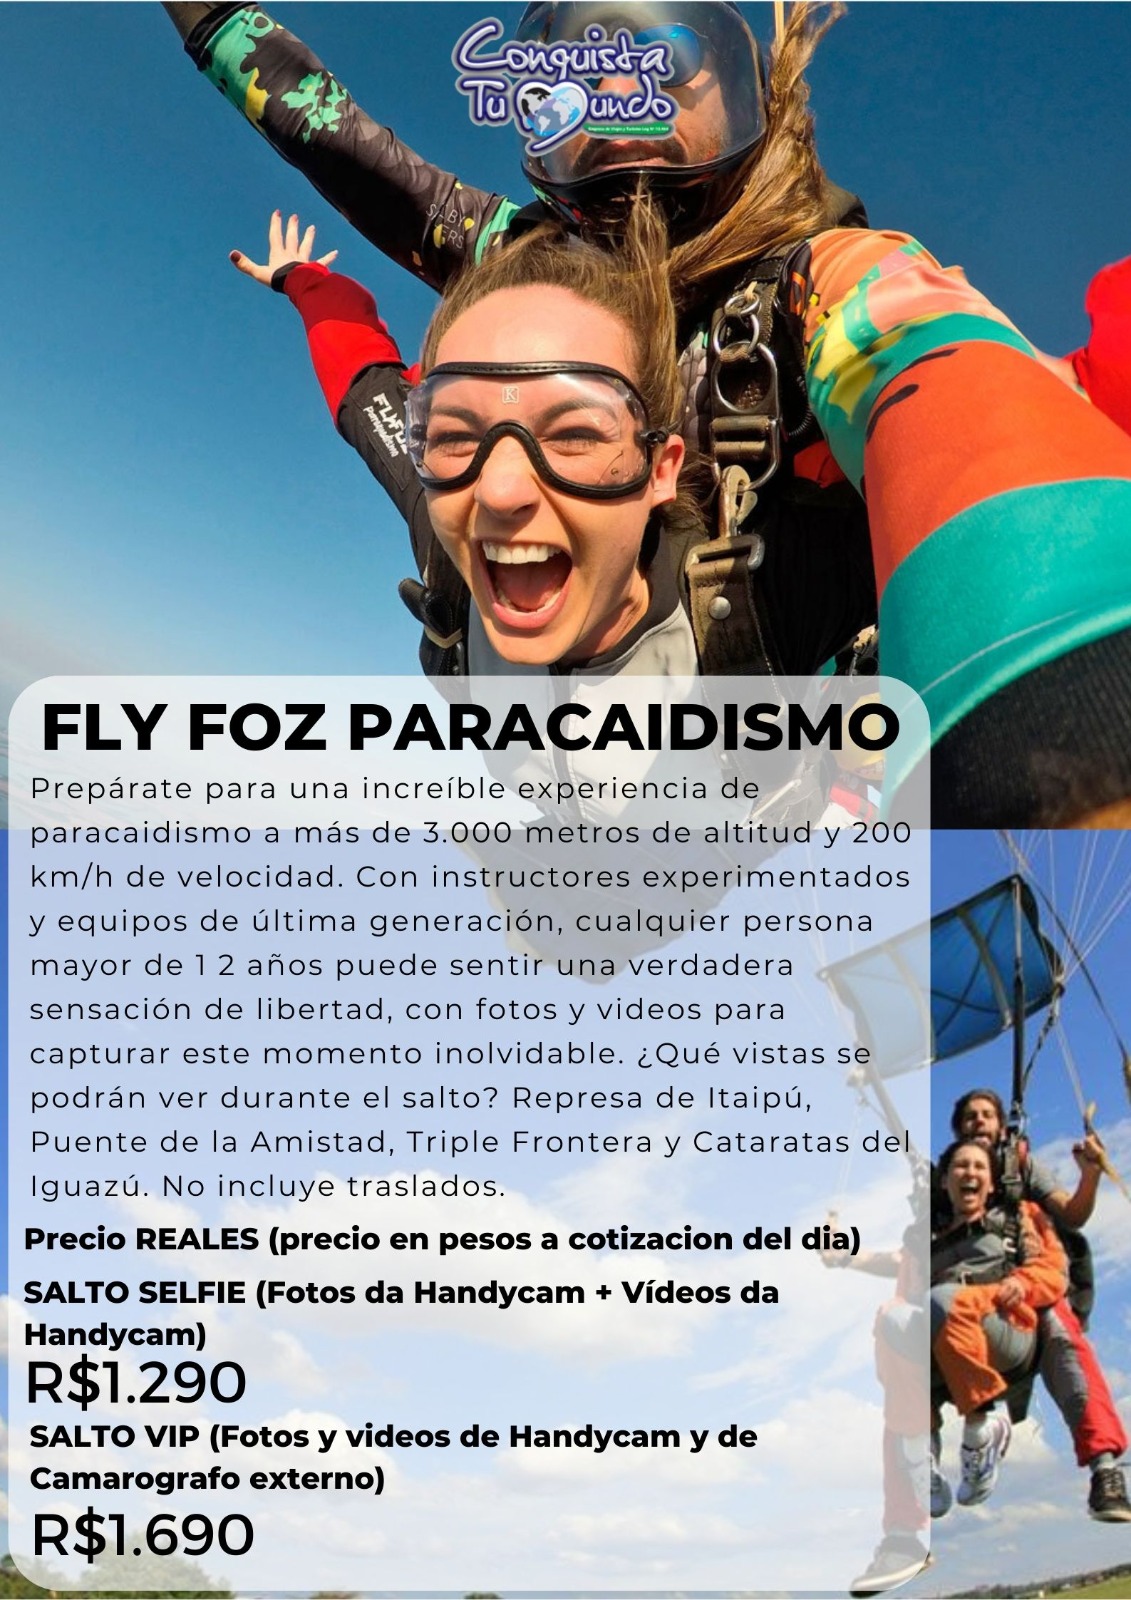 Conquista
Tu Mundo
FLY FOZ
Paraquedismo
K
FLY FOZ PARACAIDISMO
Prepárate para una increíble experiencia de
paracaidismo a más de 3.000 metros de altitud y 200
km/h de velocidad. Con instructores experimentados
y equipos de última generación, cualquier persona
mayor de 1 2 años puede sentir una verdadera
sensación de libertad, con fotos y videos para
capturar este momento inolvidable. ¿Qué vistas se
podrán ver durante el salto? Represa de Itaipú,
Puente de la Amistad, Triple Frontera y Cataratas del
Iguazú. No incluye traslados.
Precio REALES (precio en pesos a cotizacion del dia)
SALTO SELFIE (Fotos da Handycam + Vídeos da
Handycam)
R$1.290
SALTO VIP (Fotos y videos de Handycam y de
Camarografo externo)
R$1.690